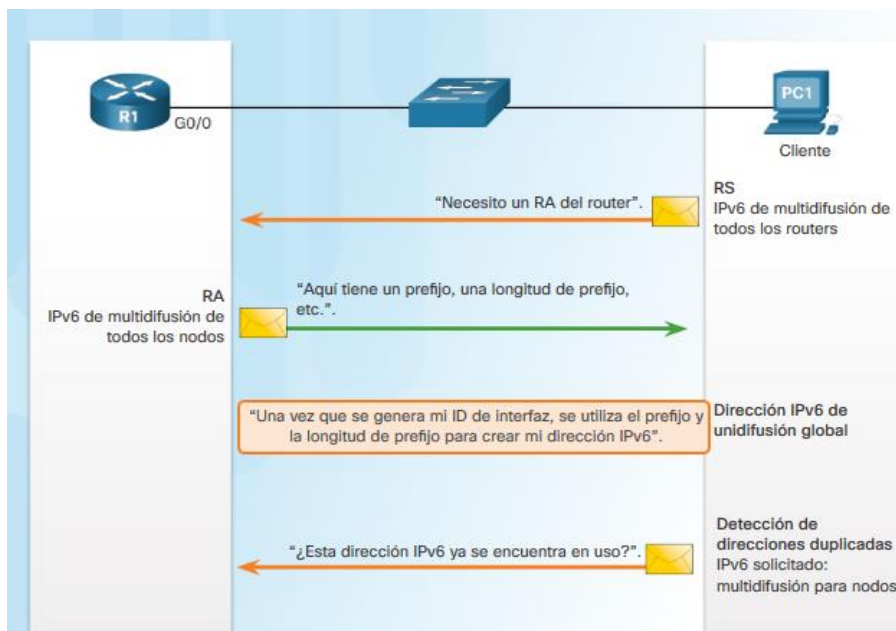 R1
G0/0
PC1
Cliente
“Necesito un RA del router”.
RS
IPv6 de multidifusión de
todos los routers
RA
IPv6 de multidifusión de
todos los nodos
“Aquí tiene un prefijo, una longitud de prefijo,
etc.”.
“Una vez que se genera mi ID de interfaz, se utiliza el prefijo y
la longitud de prefijo para crear mi dirección IPv6”.
Dirección IPv6 de
unidifusión global
“¿Esta dirección IPv6 ya se encuentra en uso?”.
Detección de
direcciones duplicadas
IPv6 solicitado:
multidifusión para nodos